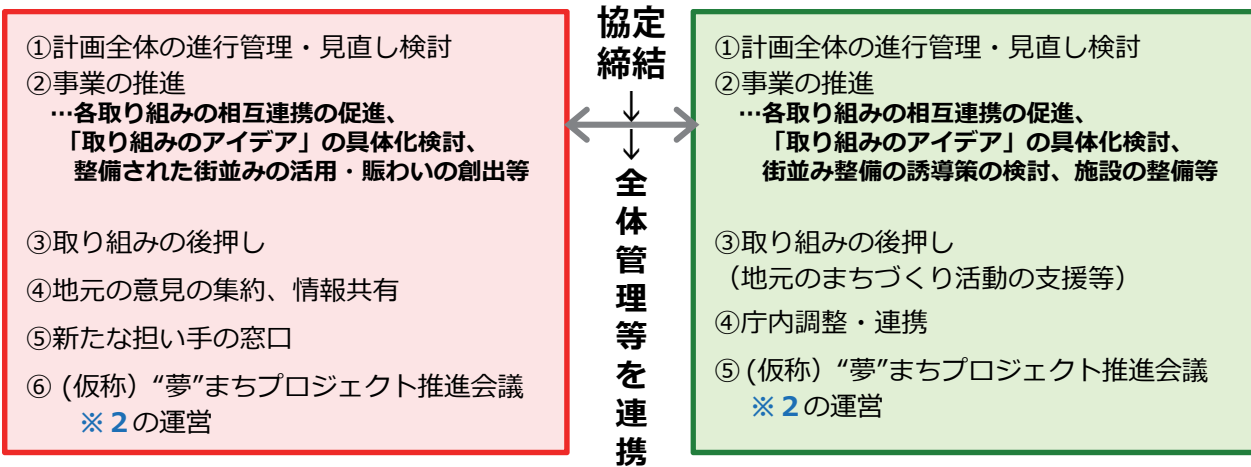 ①計画全体の進行管理・見直し検討
②事業の推進
…各取り組みの相互連携の促進、
「取り組みのアイデア」の具体化検討、
整備された街並みの活用・賑わいの創出等
③取り組みの後押し
④地元の意見の集約、情報共有
⑤新たな担い手の窓口
⑥ (仮称）“夢”まちプロジェクト推進会議
※２の運営
協定
締結
↓
↓
全
体
管
理
等
を
連
携
①計画全体の進行管理・見直し検討
②事業の推進
…各取り組みの相互連携の促進、
「取り組みのアイデア」の具体化検討、
街並み整備の誘導策の検討、施設の整備等
③取り組みの後押し
（地元のまちづくり活動の支援等）
④庁内調整・連携
⑤ (仮称）“夢”まちプロジェクト推進会議
※２の運営